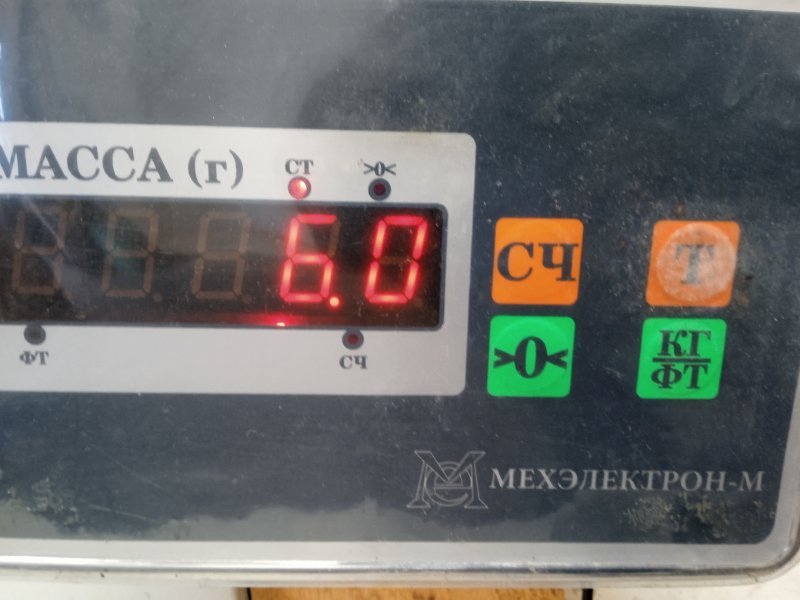 МАССА (г)
СТ >0<
6.0
ФТ СЧ
СЧ Т
>0< КГ
ФТ
МЕХЭЛЕКТРОН-М